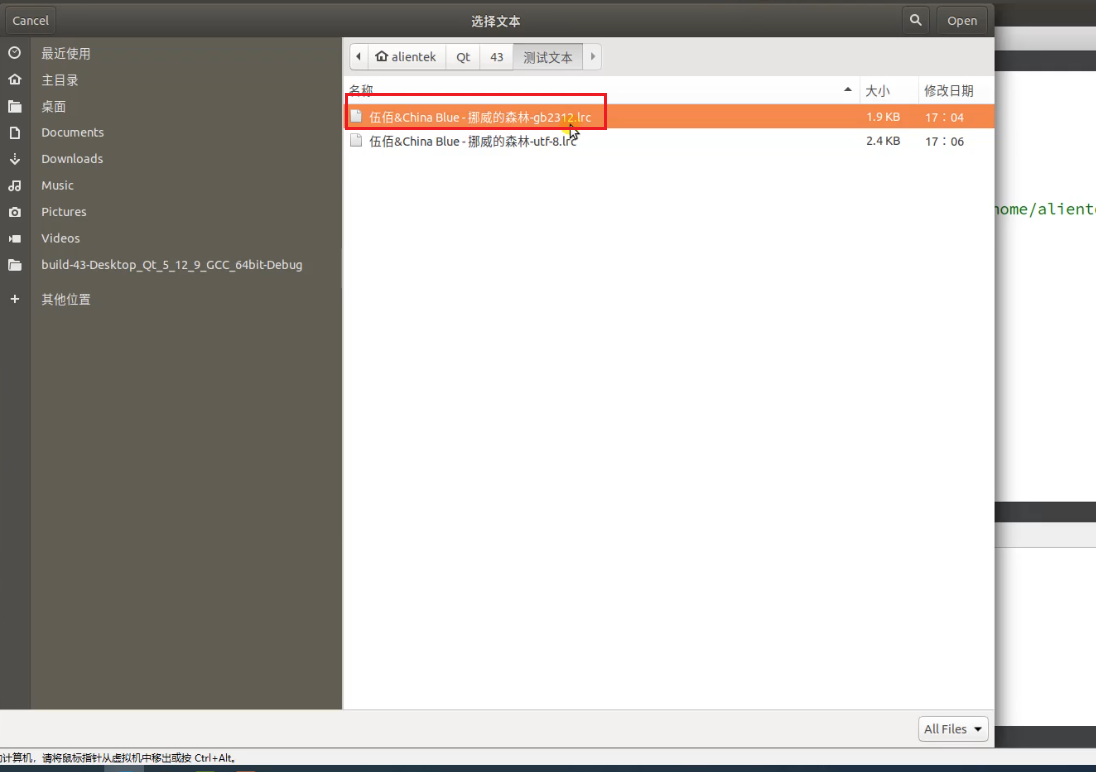 Cancel 选择文本 Open
最近使用
主目录
桌面
Documents
Downloads
Music
Pictures
Videos
build-43-Desktop_Qt_5_12_9_GCC_64bit-Debug
其他位置
alientek Qt 43 测试文本
名称 大小 修改日期
伍佰&China Blue - 挪威的森林-gb2312.lrc 1.9 KB 17：04
伍佰&China Blue - 挪威的森林-utf-8.lrc 2.4 KB 17：06
home/aliente
All Files
计算机，请将鼠标指针从虚拟机中移出或按 Ctrl+Alt。